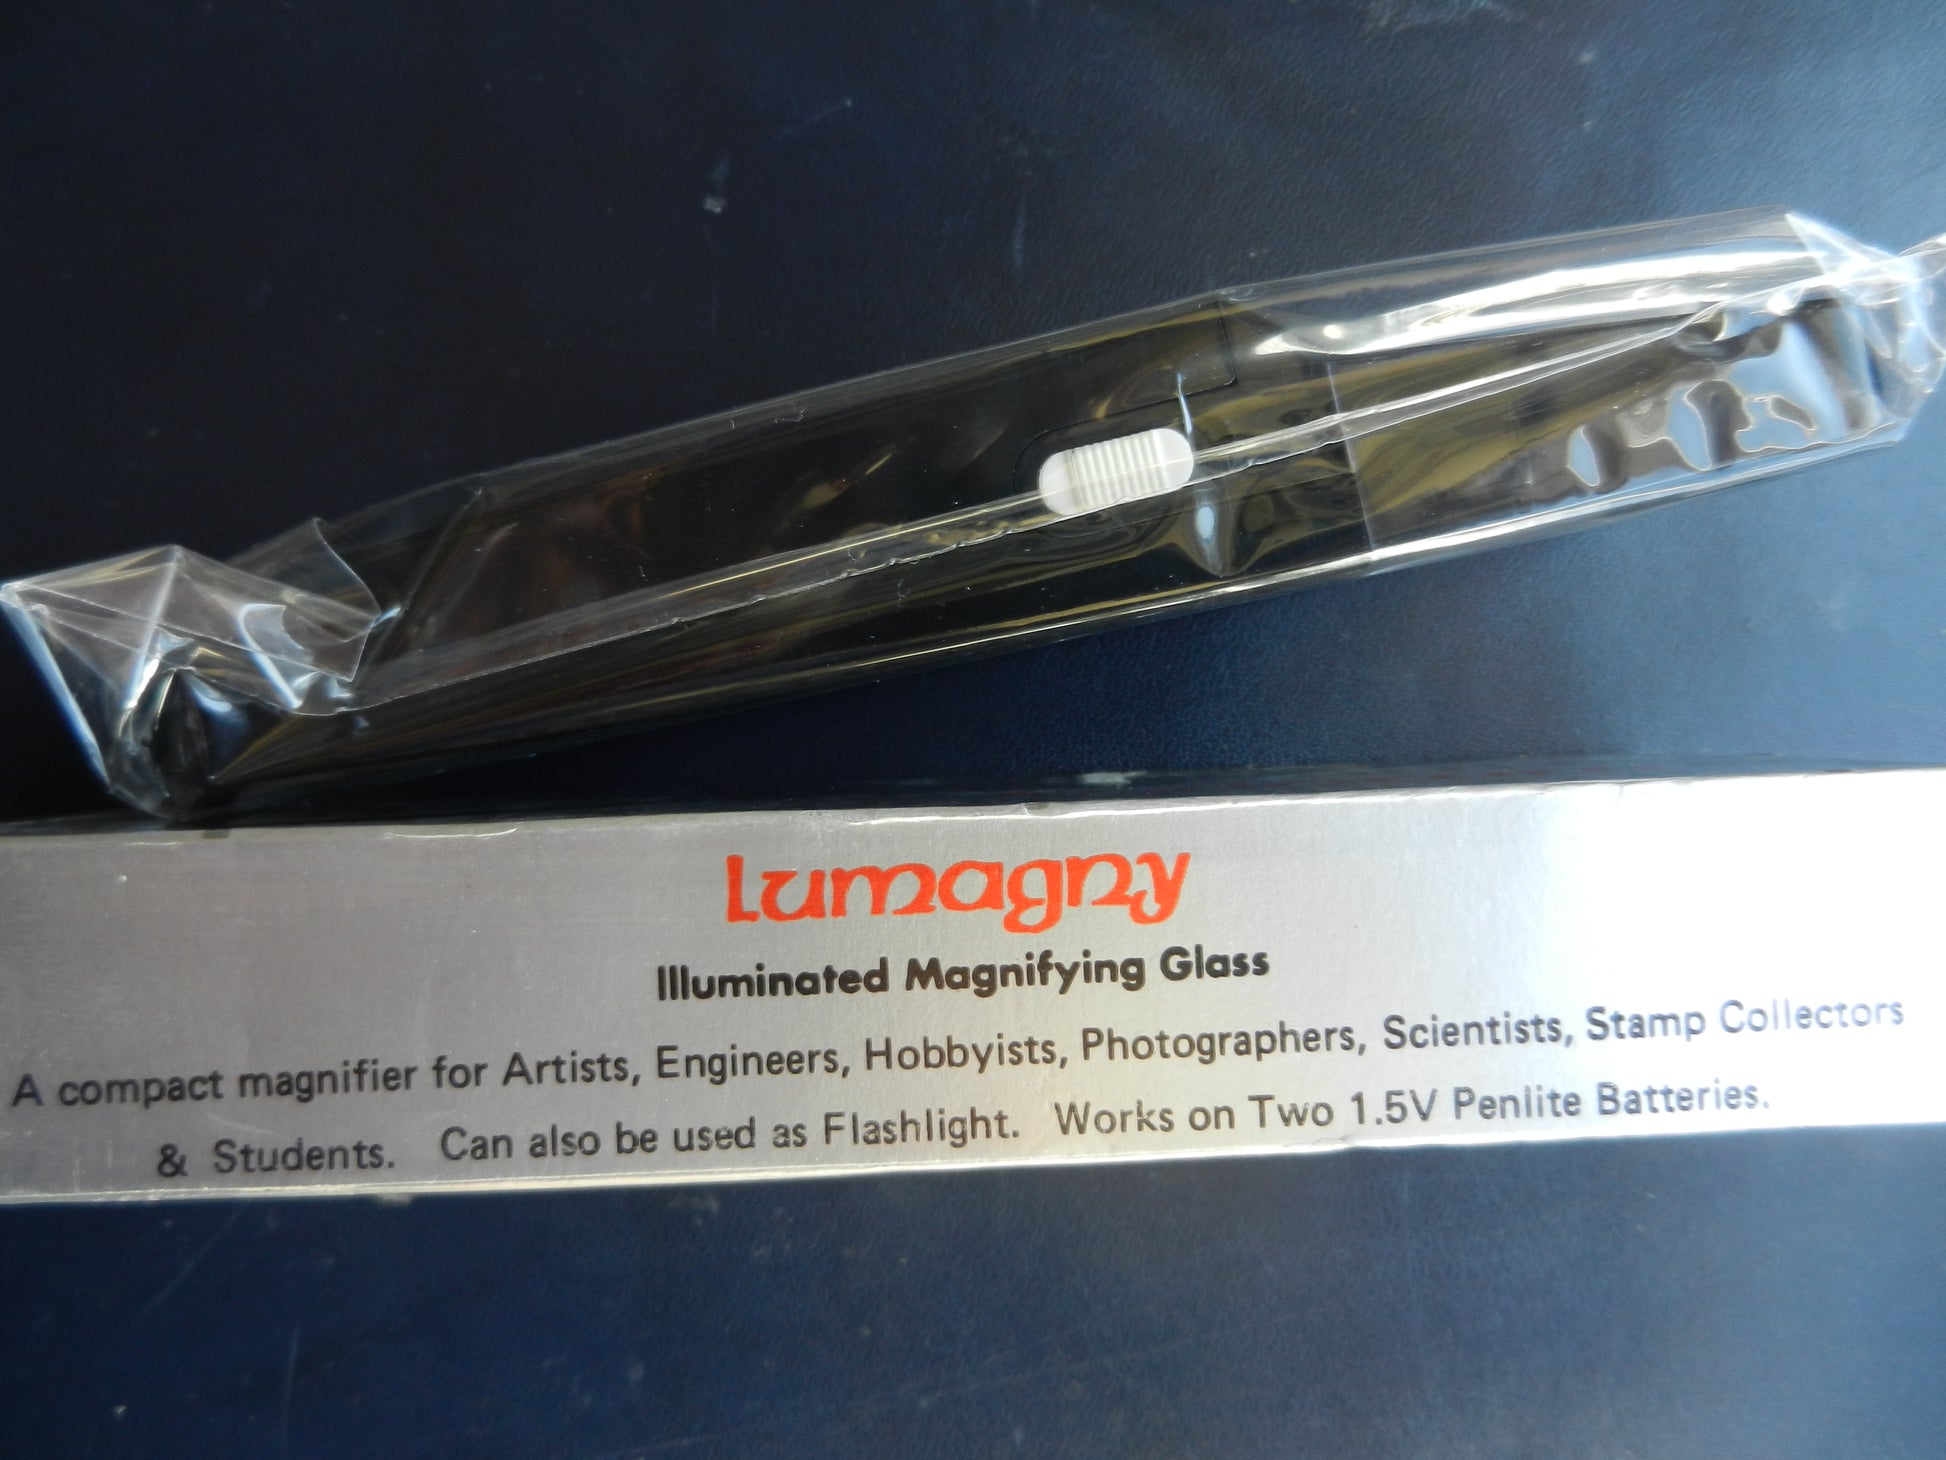 Lumagny
Illuminated Magnifying Glass
A compact magnifier for Artists, Engineers, Hobbyists, Photographers, Scientists, Stamp Collectors
& Students. Can also be used as Flashlight. Works on Two 1.5V Penlite Batteries.